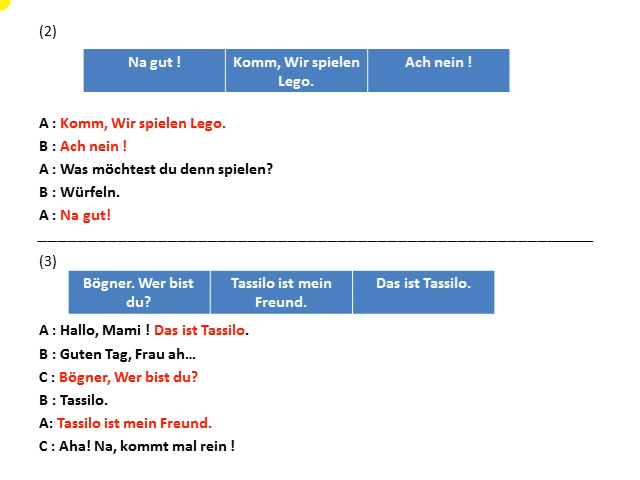 (2)
Na gut !
Komm, Wir spielen
Lego.
Ach nein !
A : Komm, Wir spielen Lego.
B : Ach nein !
A : Was möchtest du denn spielen?
B : Würfeln.
A : Na gut!
(3)
Bögner. Wer bist
du?
Tassilo ist mein
Freund.
Das ist Tassilo.
A : Hallo, Mami ! Das ist Tassilo.
B : Guten Tag, Frau ah...
C : Bögner, Wer bist du?
B : Tassilo.
A: Tassilo ist mein Freund.
C : Aha! Na, kommt mal rein !